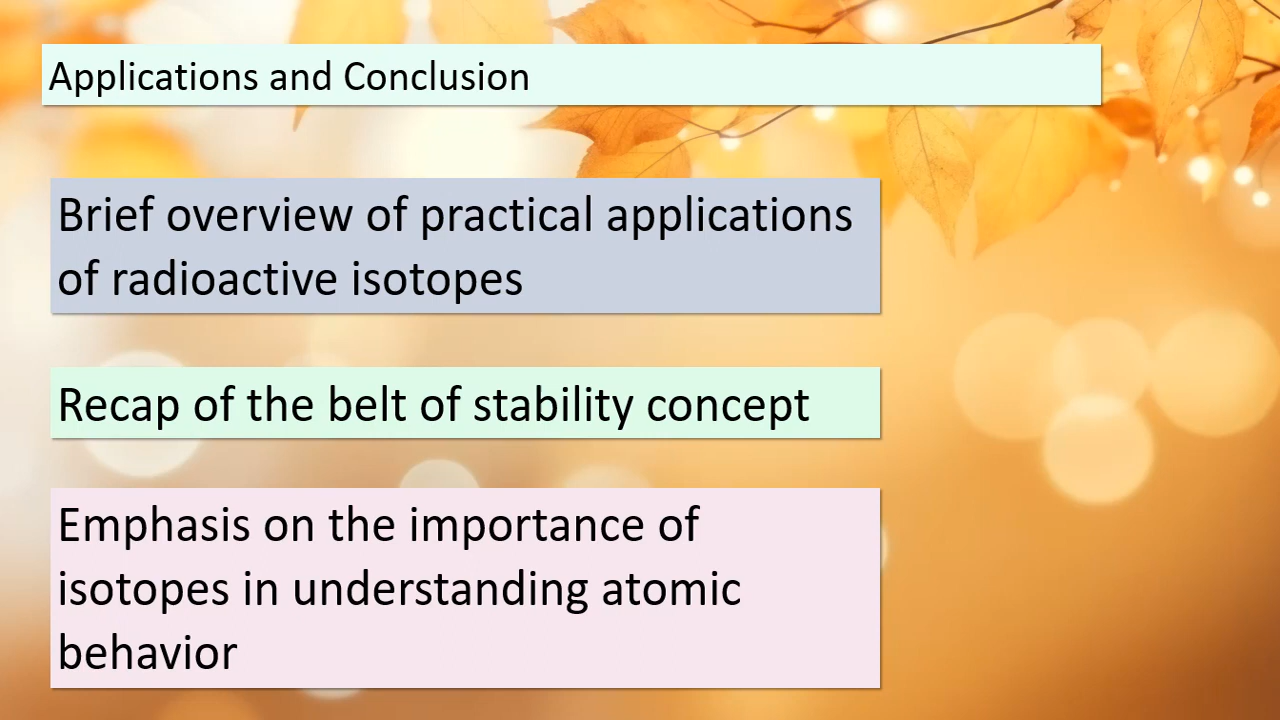 Applications and Conclusion
Brief overview of practical applications
of radioactive isotopes
Recap of the belt of stability concept
Emphasis on the importance of
isotopes in understanding atomic
behavior